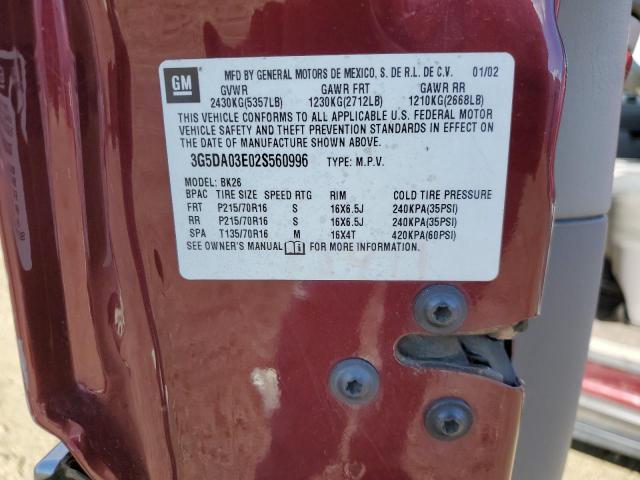 GM
MFD BY GENERAL MOTORS DE MEXICO, S. DE R.L. DE C.V. 01/02
GVWR GAWR FRT GAWR RR
2430KG(5357LB) 1230KG(2712LB) 1210KG(2668LB)
THIS VEHICLE CONFORMS TO ALL APPLICABLE U.S. FEDERAL MOTOR
VEHICLE SAFETY AND THEFT PREVENTION STANDARDS IN EFFECT ON
THE DATE OF MANUFACTURE SHOWN ABOVE.
3G5DA03E02S560996 TYPE: M.P.V.
MODEL: BK26
BPAC TIRE SIZE SPEED RTG RIM COLD TIRE PRESSURE
FRT P215/70R16 S 16X6.5J 240KPA(35PSI)
RR P215/70R16 S 16X6.5J 240KPA(35PSI)
SPA T135/70R16 M 16X4T 420KPA(60PSI)
SEE OWNER'S MANUAL FOR MORE INFORMATION.